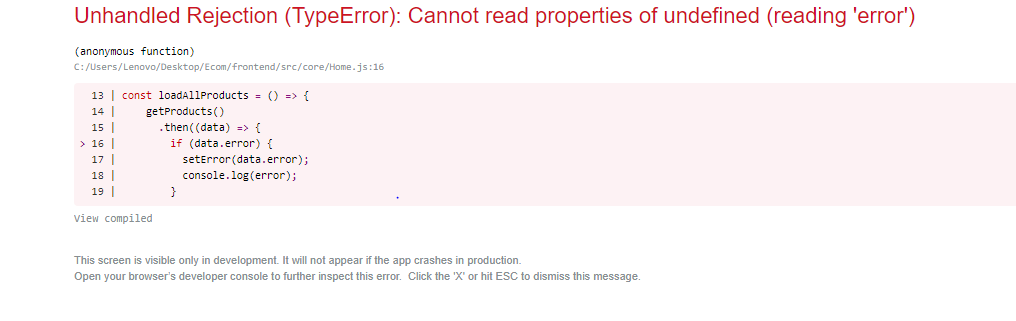 Unhandled Rejection (TypeError): Cannot read properties of undefined (reading 'error')
(anonymous function)
C:/Users/Lenovo/Desktop/Ecom/frontend/src/core/Home.js:16
13 | const loadAllProducts = () => {
14 |     getProducts()
15 |       .then((data) => {
> 16 |         if (data.error) {
17 |           setError(data.error);
18 |           console.log(error);
19 |         }
View compiled
This screen is visible only in development. It will not appear if the app crashes in production.
Open your browser's developer console to further inspect this error. Click the 'X' or hit ESC to dismiss this message.